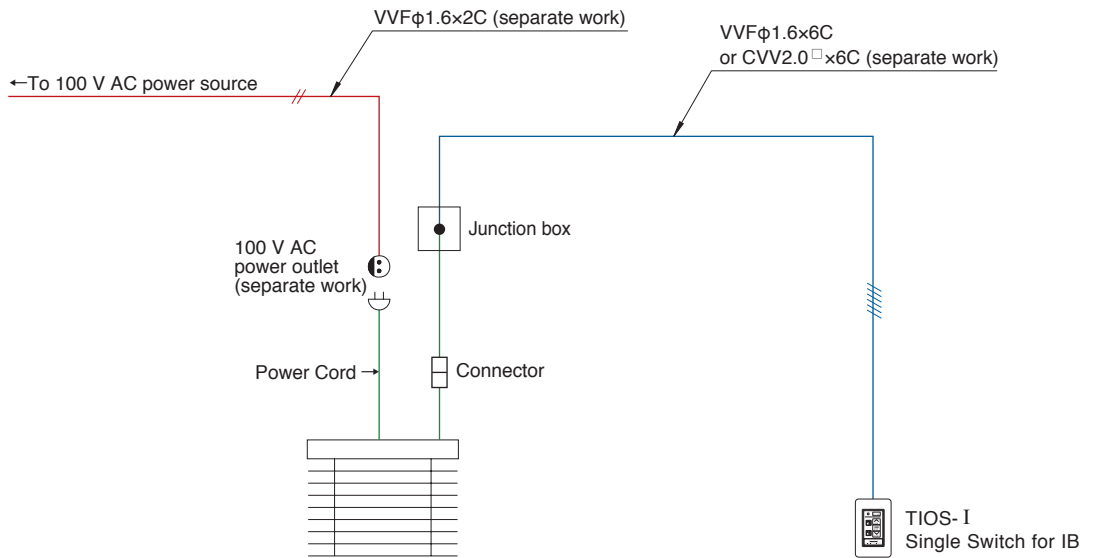 VVFφ1.6×2C (separate work)
VVFφ1.6×6C
or CVV2.0□×6C (separate work)
←To 100 V AC power source
Junction box
100 V AC
power outlet
(separate work)
Power Cord→
Connector
TIOS-I
Single Switch for IB